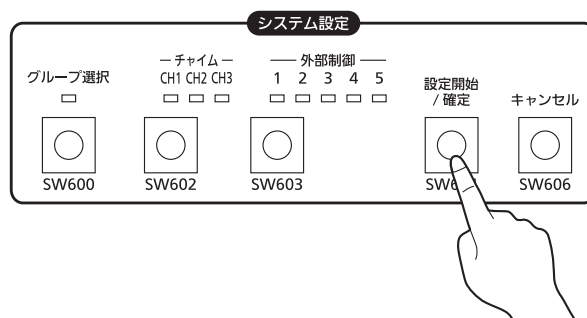 システム設定
グループ選択
チャイム
CH1 CH2 CH3
外部制御
1 2 3 4 5
設定開始
/ 確定
キャンセル
SW600
SW602
SW603
SW606